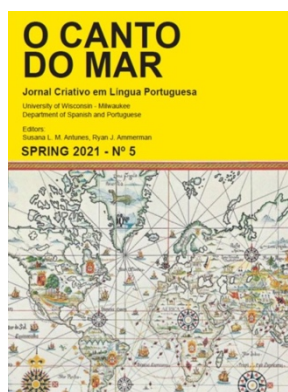 O CANTO
DO MAR
Jornal Criativo em Língua Portuguesa
University of Wisconsin - Milwaukee
Department of Spanish and Portuguese
Editors:
Susana L. M. Antunes, Ryan J. Ammerman
SPRING 2021 - Nº 5